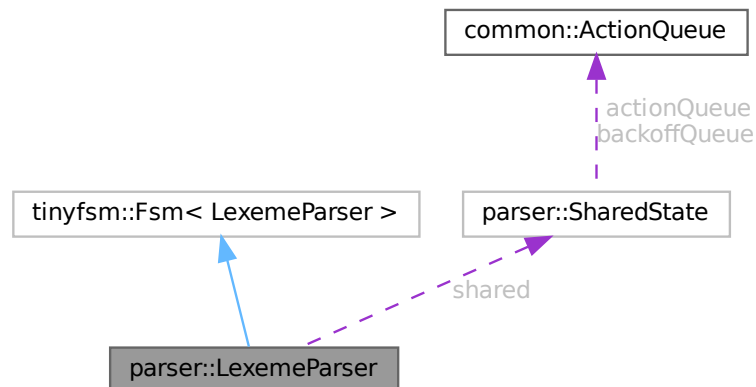 common::ActionQueue
actionQueue
backoffQueue
tinyfsm::Fsm< LexemeParser >
parser::SharedState
shared
parser::LexemeParser